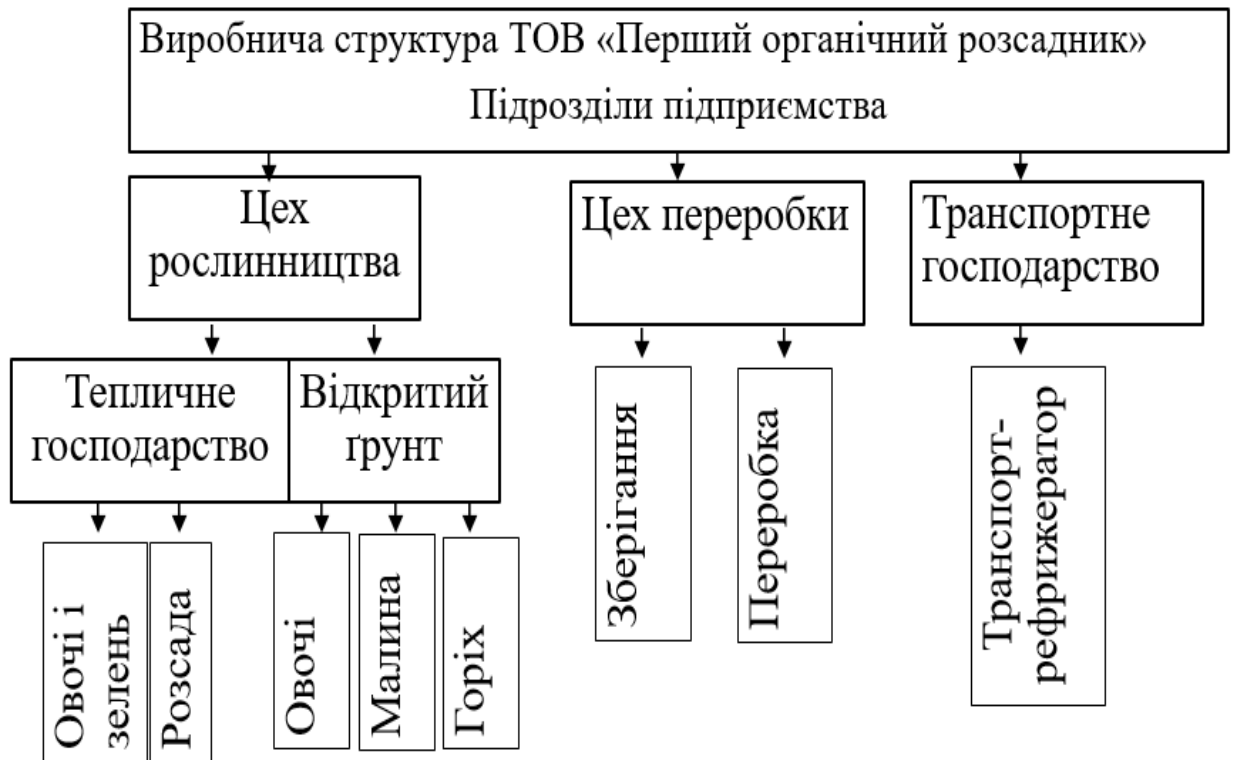 Виробнича структура ТОВ «Перший органічний розсадник»
Підрозділи підприємства
Цех
рослинництва
Цех переробки
Транспортне
господарство
Тепличне
господарство
Відкритий
ґрунт
Овочі і
зелень
Розсада
Овочі
Малина
Горіх
Зберігання
Переробка
Транспорт-
рефрижератор